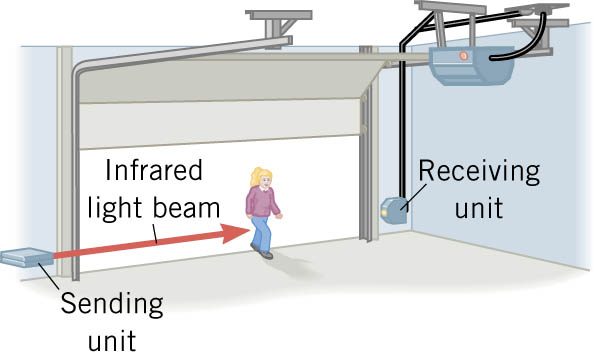 Infrared
light beam
Receiving
unit
Sending
unit